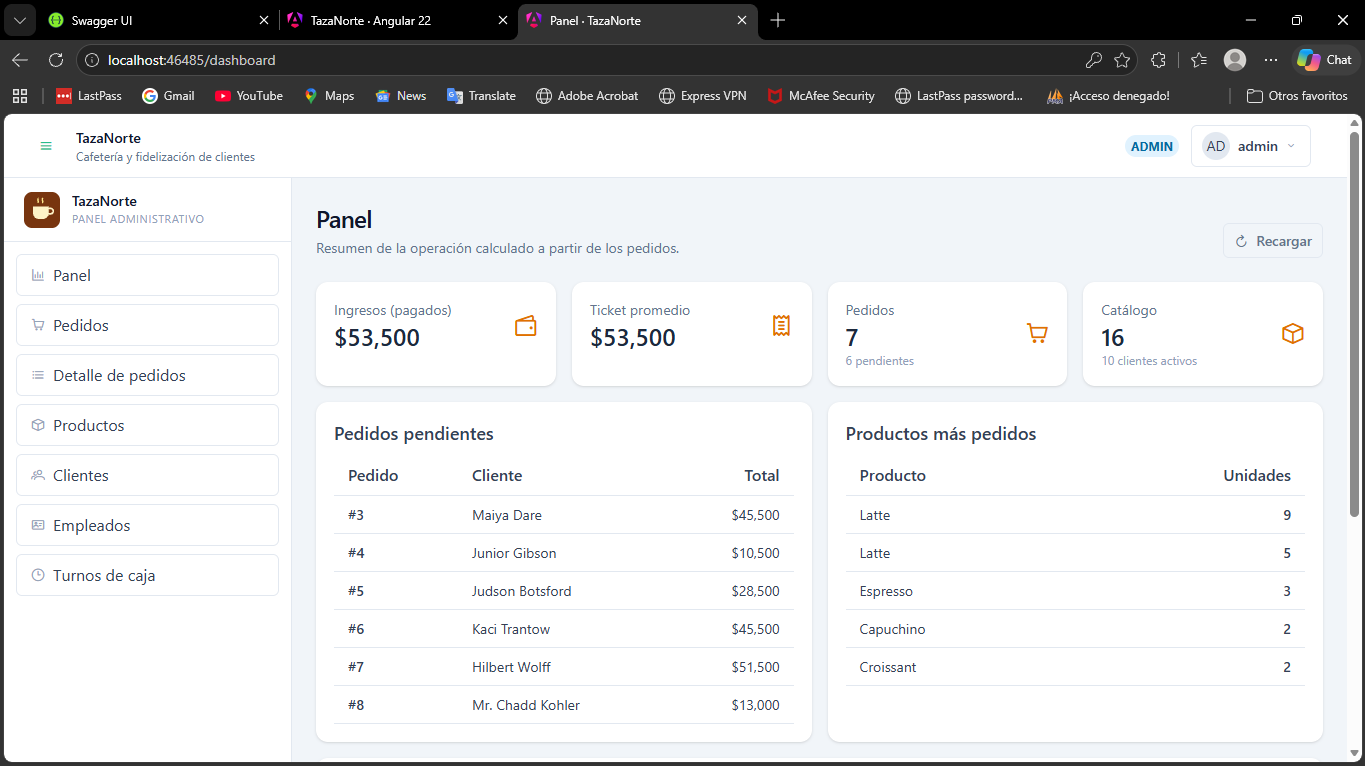 Swagger UI
TazaNorte · Angular 22
Panel · TazaNorte
localhost:46485/dashboard
Chat
LastPass
Gmail
YouTube
Maps
News
Translate
Adobe Acrobat
Express VPN
McAfee Security
LastPass password...
¡Acceso denegado!
Otros favoritos
TazaNorte
Cafetería y fidelización de clientes
ADMIN
AD admin
TazaNorte
PANEL ADMINISTRATIVO
Panel
Pedidos
Detalle de pedidos
Productos
Clientes
Empleados
Turnos de caja
Panel
Resumen de la operación calculado a partir de los pedidos.
Recargar
Ingresos (pagados)
$53,500
Ticket promedio
$53,500
Pedidos
7
6 pendientes
Catálogo
16
10 clientes activos
Pedidos pendientes
Pedido Cliente Total
#3 Maiya Dare $45,500
#4 Junior Gibson $10,500
#5 Judson Botsford $28,500
#6 Kaci Trantow $45,500
#7 Hilbert Wolff $51,500
#8 Mr. Chadd Kohler $13,000
Productos más pedidos
Producto Unidades
Latte 9
Latte 5
Espresso 3
Capuchino 2
Croissant 2